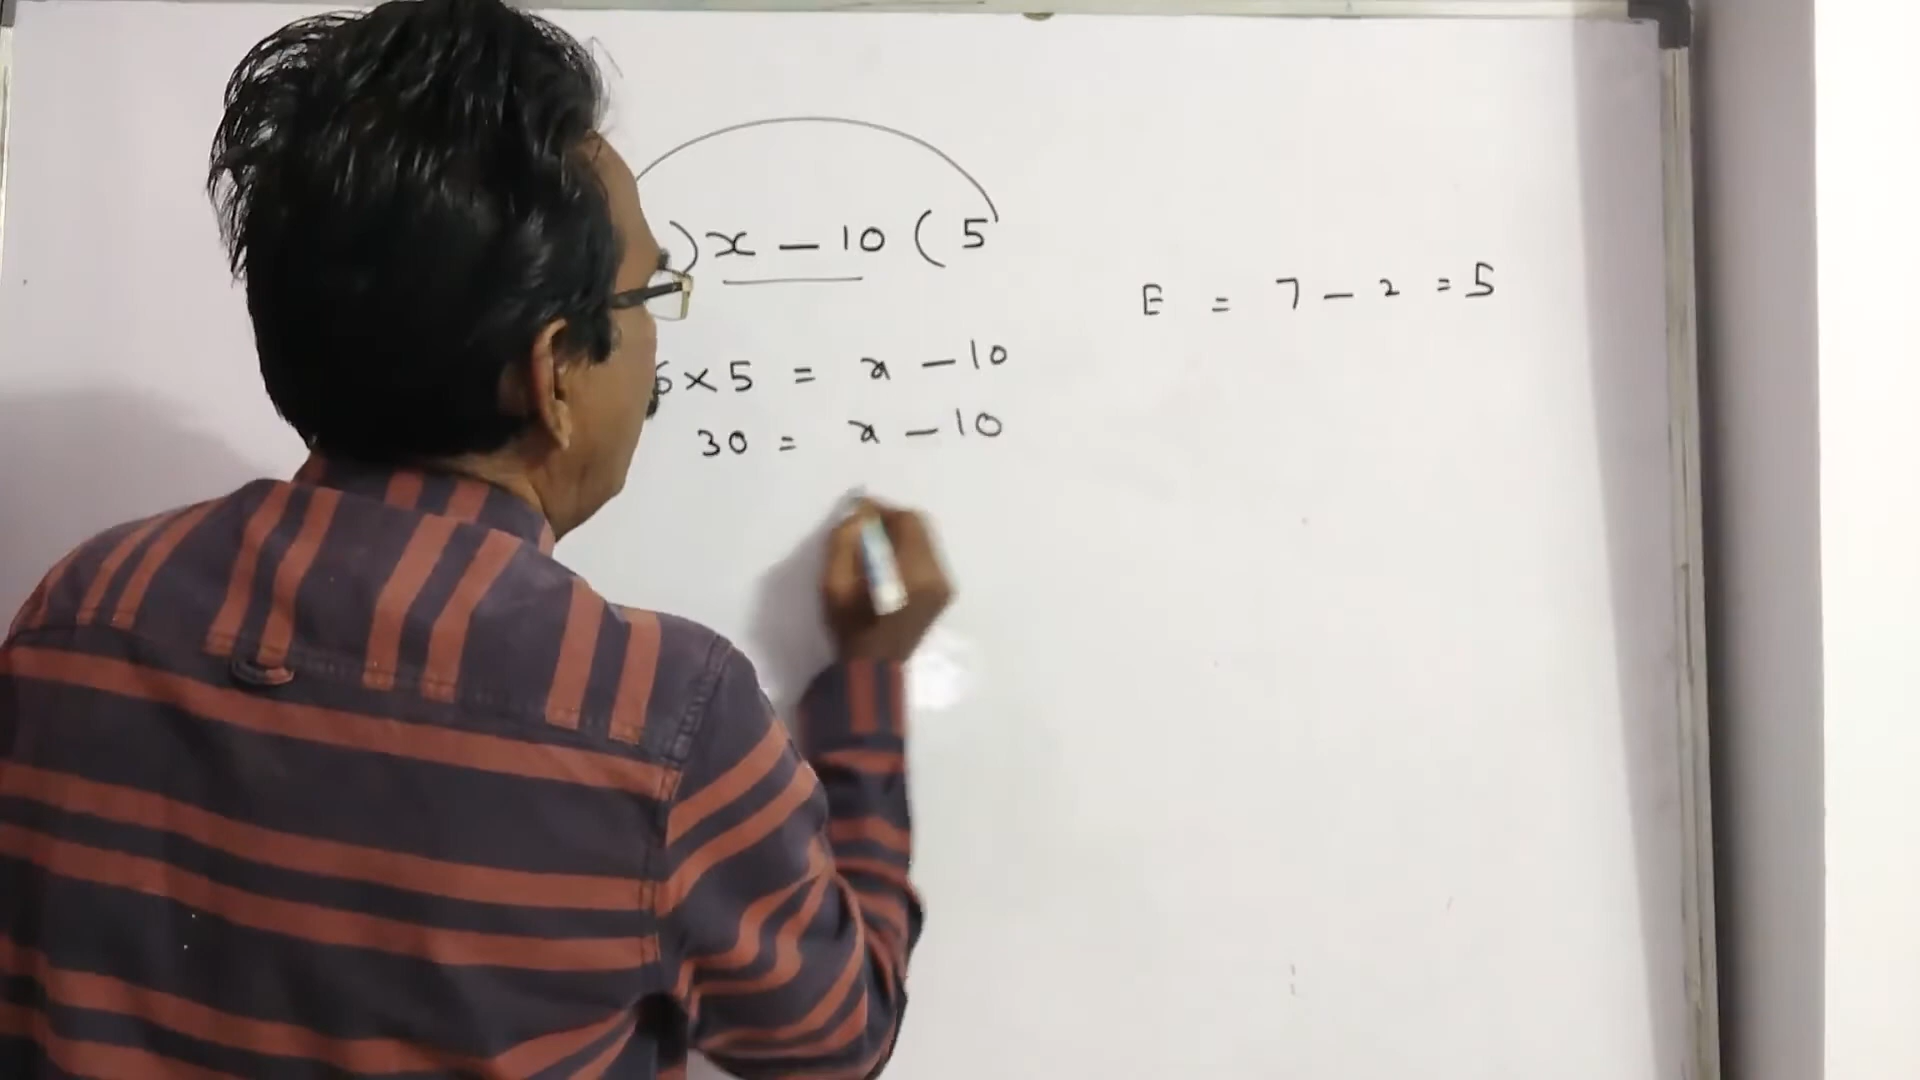 ) x - 10 ( 5
E = 7 - 2 = 5
6 × 5 = x - 10
30 = x - 10